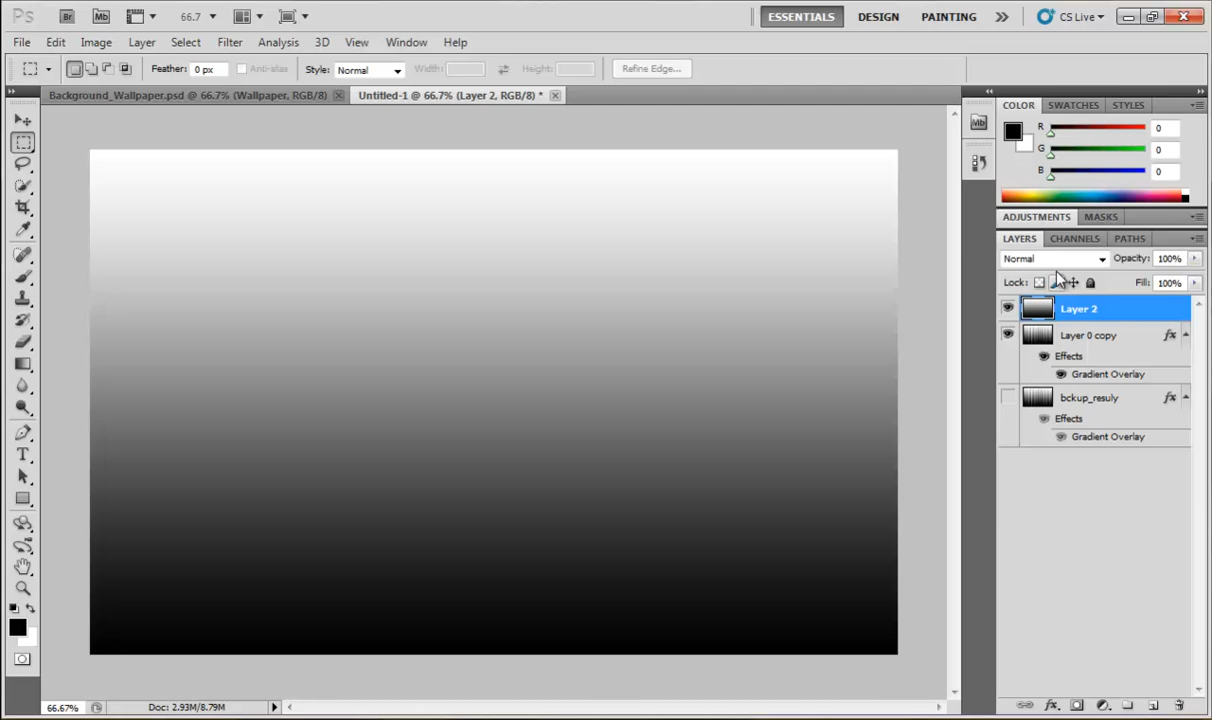 Ps Br Mb 66.7 ESSENTIALS DESIGN PAINTING CS Live
File Edit Image Layer Select Filter Analysis 3D View Window Help
Feather: 0 px Anti-alias Style: Normal Width: Height: Refine Edge...
Background_Wallpaper.psd @ 66.7% (Wallpaper, RGB/8) Untitled-1 @ 66.7% (Layer 2, RGB/8) *
COLOR SWATCHES STYLES
Mb
R 0
G 0
B 0
ADJUSTMENTS MASKS
LAYERS CHANNELS PATHS
Normal Opacity: 100%
Lock: Fill: 100%
Layer 2
Layer 0 copy fx
Effects
Gradient Overlay
bckup_resuly fx
Effects
Gradient Overlay
T
66.67% Doc: 2.93M/8.79M
fx